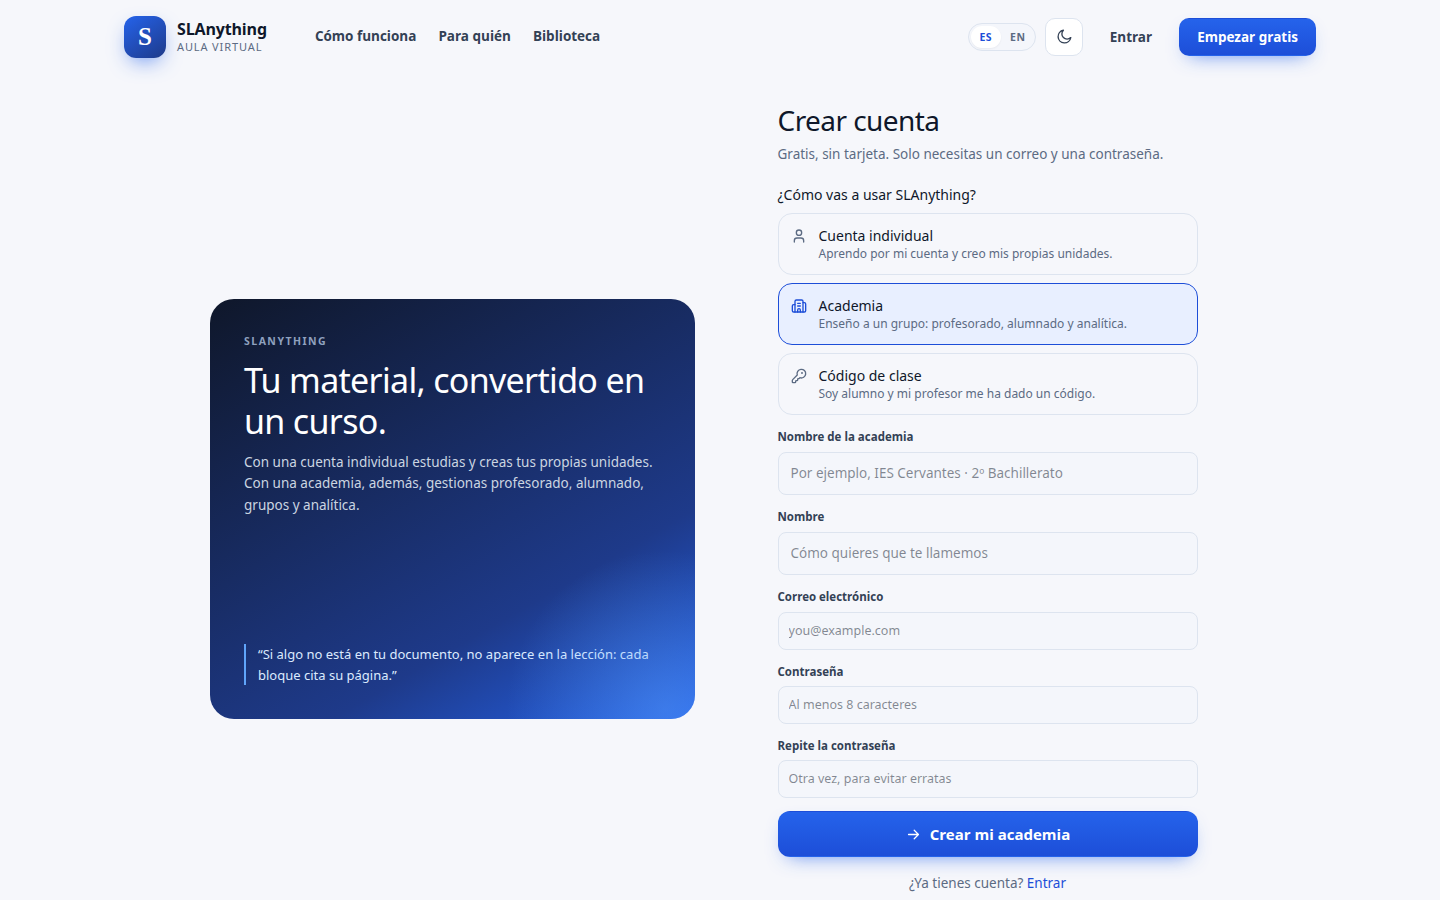 S
SLAnything
AULA VIRTUAL
Cómo funciona
Para quién
Biblioteca
ES
EN
Entrar
Empezar gratis
SLANYTHING
Tu material, convertido en
un curso.
Con una cuenta individual estudias y creas tus propias unidades.
Con una academia, además, gestionas profesorado, alumnado,
grupos y analítica.
“Si algo no está en tu documento, no aparece en la lección: cada
bloque cita su página.”
Crear cuenta
Gratis, sin tarjeta. Solo necesitas un correo y una contraseña.
¿Cómo vas a usar SLAnything?
Cuenta individual
Aprendo por mi cuenta y creo mis propias unidades.
Academia
Enseño a un grupo: profesorado, alumnado y analítica.
Código de clase
Soy alumno y mi profesor me ha dado un código.
Nombre de la academia
Por ejemplo, IES Cervantes · 2º Bachillerato
Nombre
Cómo quieres que te llamemos
Correo electrónico
you@example.com
Contraseña
Al menos 8 caracteres
Repite la contraseña
Otra vez, para evitar erratas
Crear mi academia
¿Ya tienes cuenta? Entrar